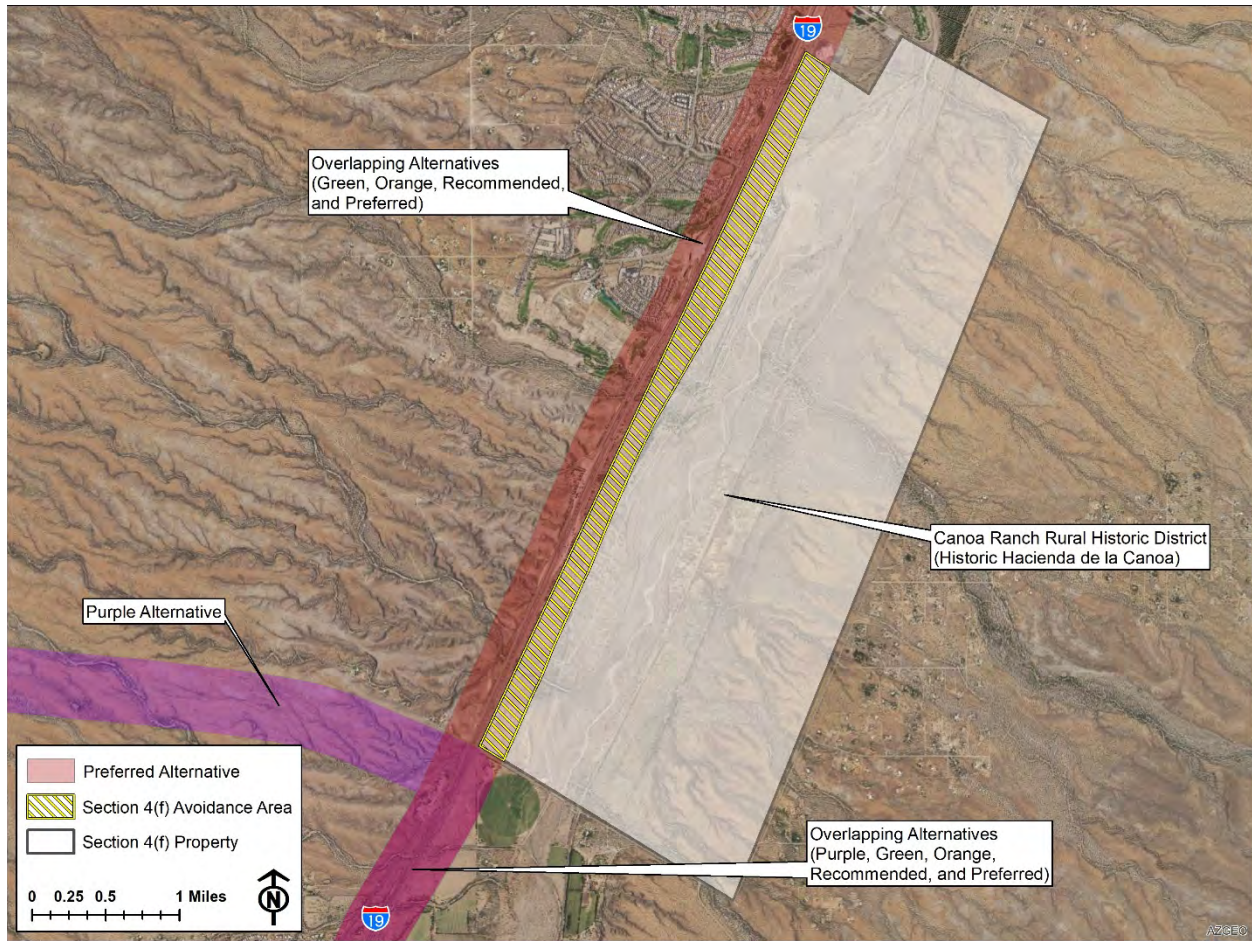 19
Overlapping Alternatives
(Green, Orange, Recommended,
and Preferred)
Canoa Ranch Rural Historic District
(Historic Hacienda de la Canoa)
Purple Alternative
Preferred Alternative
Section 4(f) Avoidance Area
Section 4(f) Property
0 0.25 0.5 1 Miles
N
Overlapping Alternatives
(Purple, Green, Orange,
Recommended, and Preferred)
19
AZGEO